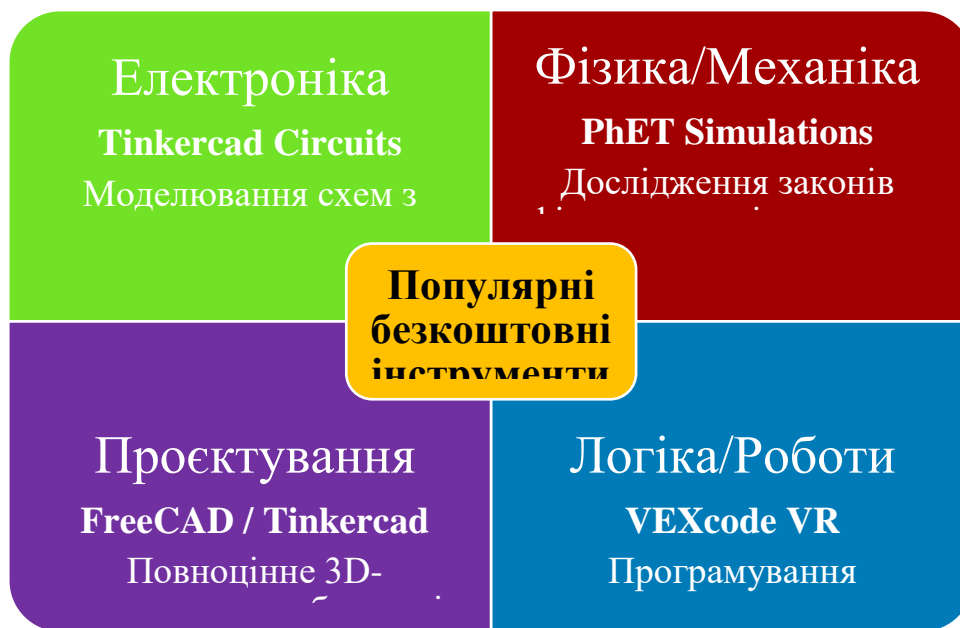 Електроніка
Tinkercad Circuits
Моделювання схем з
Фізика/Механіка
PhET Simulations
Дослідження законів
Популярні
безкоштовні
інструменти
Проєктування
FreeCAD / Tinkercad
Повноцінне 3D-
Логіка/Роботи
VEXcode VR
Програмування